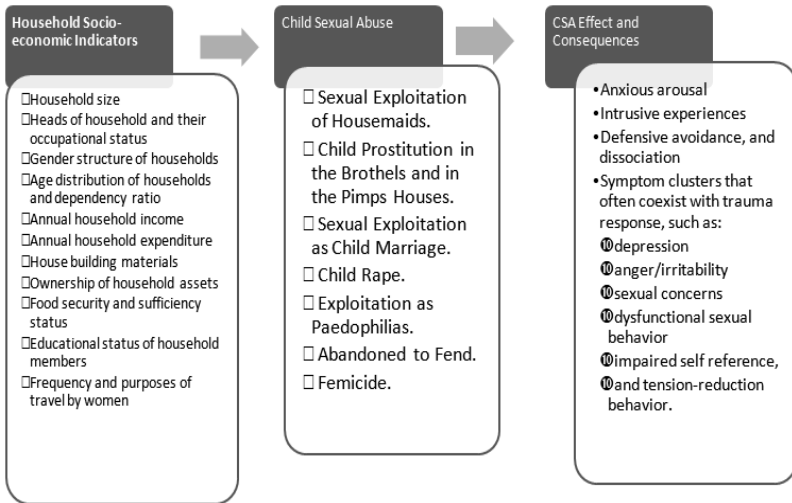 Household Socio-
economic Indicators
□Household size
□Heads of household and their
occupational status
□Gender structure of households
□Age distribution of households
and dependency ratio
□Annual household income
□Annual household expenditure
□House building materials
□Ownership of household assets
□Food security and sufficiency
status
□Educational status of household
members
□Frequency and purposes of
travel by women
Child Sexual Abuse
□ Sexual Exploitation
of Housemaids.
□ Child Prostitution in
the Brothels and in
the Pimps Houses.
□ Sexual Exploitation
as Child Marriage.
□ Child Rape.
□ Exploitation as
Paedophilias.
□ Abandoned to Fend.
□ Femicide.
CSA Effect and
Consequences
•Anxious arousal
•Intrusive experiences
•Defensive avoidance, and
dissociation
•Symptom clusters that
often coexist with trauma
response, such as:
❿depression
❿anger/irritability
❿sexual concerns
❿dysfunctional sexual
behavior
❿impaired self reference,
❿and tension-reduction
behavior.